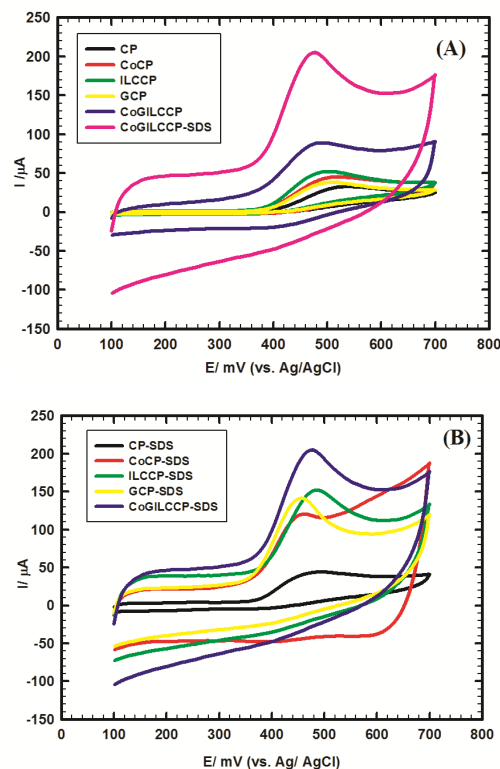 (A)
CP
CoCP
ILCCP
GCP
CoGILCCP
CoGILCCP-SDS
250
200
150
100
50
0
-50
-100
-150
I /µA
0 100 200 300 400 500 600 700 800
E/ mV (vs. Ag/AgCl)
(B)
CP-SDS
CoCP-SDS
ILCCP-SDS
GCP-SDS
CoGILCCP-SDS
250
200
150
100
50
0
-50
-100
-150
I/ µA
0 100 200 300 400 500 600 700 800
E/ mV (vs. Ag/ AgCl)